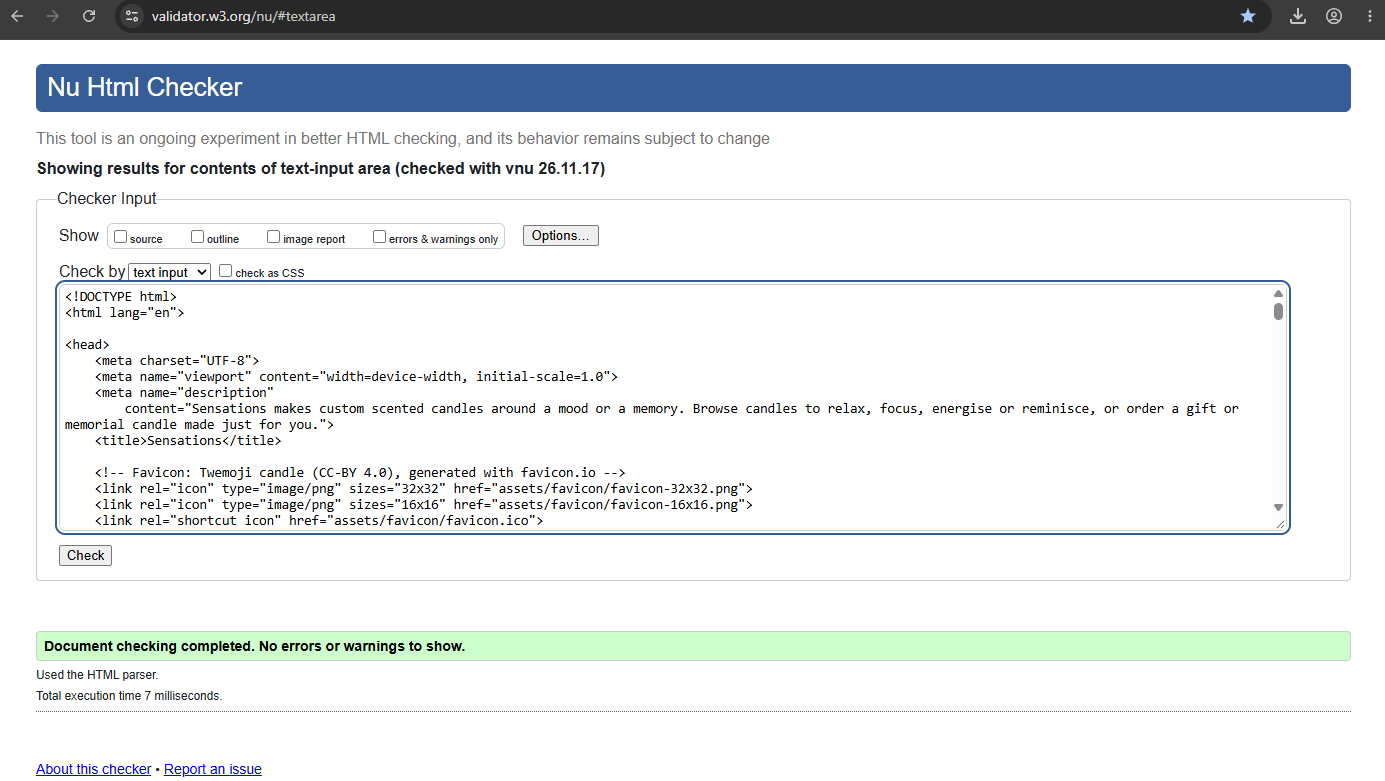 validator.w3.org/nu/#textarea
Nu Html Checker
This tool is an ongoing experiment in better HTML checking, and its behavior remains subject to change
Showing results for contents of text-input area (checked with vnu 26.11.17)
Checker Input
Show source outline image report errors & warnings only Options...
Check by text input check as CSS
<!DOCTYPE html>
<html lang="en">
<head>
<meta charset="UTF-8">
<meta name="viewport" content="width=device-width, initial-scale=1.0">
<meta name="description"
content="Sensations makes custom scented candles around a mood or a memory. Browse candles to relax, focus, energise or reminisce, or order a gift or
memorial candle made just for you.">
<title>Sensations</title>
<!-- Favicon: Twemoji candle (CC-BY 4.0), generated with favicon.io -->
<link rel="icon" type="image/png" sizes="32x32" href="assets/favicon/favicon-32x32.png">
<link rel="icon" type="image/png" sizes="16x16" href="assets/favicon/favicon-16x16.png">
<link rel="shortcut icon" href="assets/favicon/favicon.ico">
Check
Document checking completed. No errors or warnings to show.
Used the HTML parser.
Total execution time 7 milliseconds.
About this checker • Report an issue